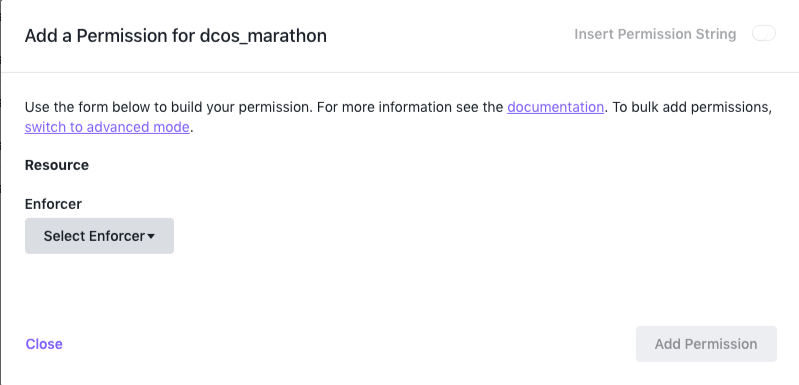 Add a Permission for dcos_marathon
Insert Permission String
Use the form below to build your permission. For more information see the documentation. To bulk add permissions,
switch to advanced mode.
Resource
Enforcer
Select Enforcer
Close
Add Permission